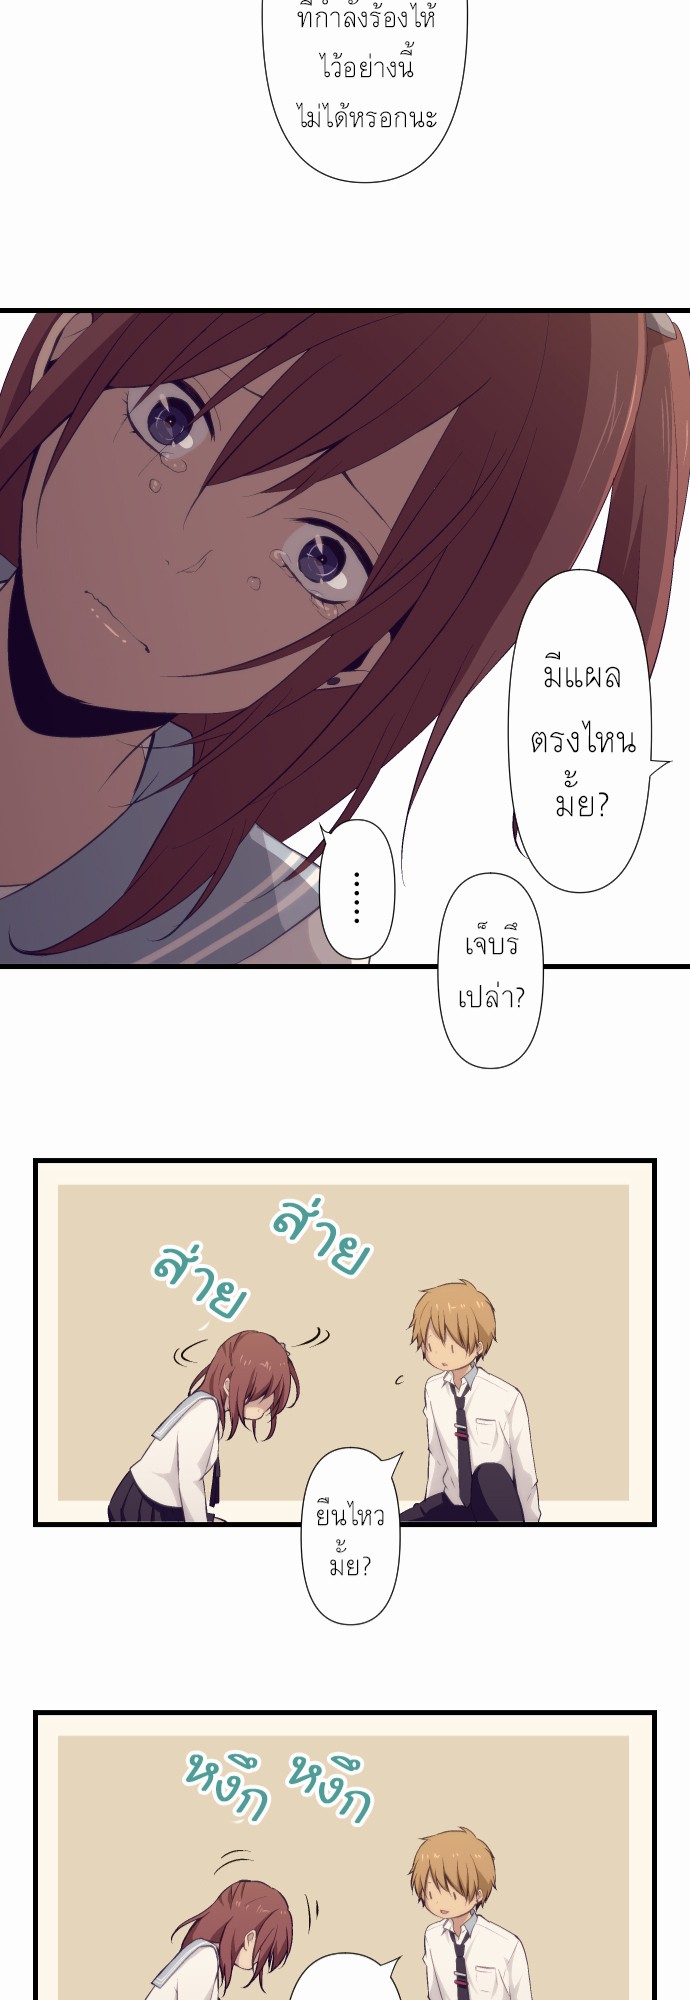 ที่กำลังร้องไห้
ไว้อย่างนี้
ไม่ได้หรอกนะ
มีแผล
ตรงไหน
มั้ย?
......
เจ็บรึ
เปล่า?
ส่าย
ส่าย
ยืนไหว
มั้ย?
หงึก
หงึก